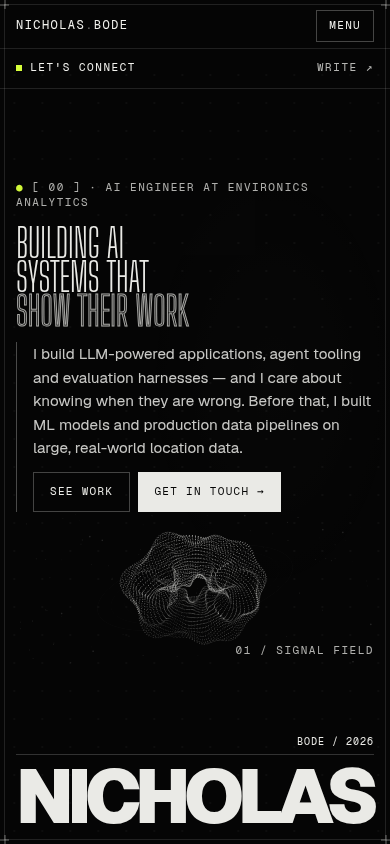 NICHOLAS.BODE
MENU
LET'S CONNECT
WRITE ↗
[ 00 ] · AI ENGINEER AT ENVIRONICS
ANALYTICS
BUILDING AI
SYSTEMS THAT
SHOW THEIR WORK
I build LLM-powered applications, agent tooling
and evaluation harnesses — and I care about
knowing when they are wrong. Before that, I built
ML models and production data pipelines on
large, real-world location data.
SEE WORK
GET IN TOUCH →
01 / SIGNAL FIELD
BODE / 2026
NICHOLAS